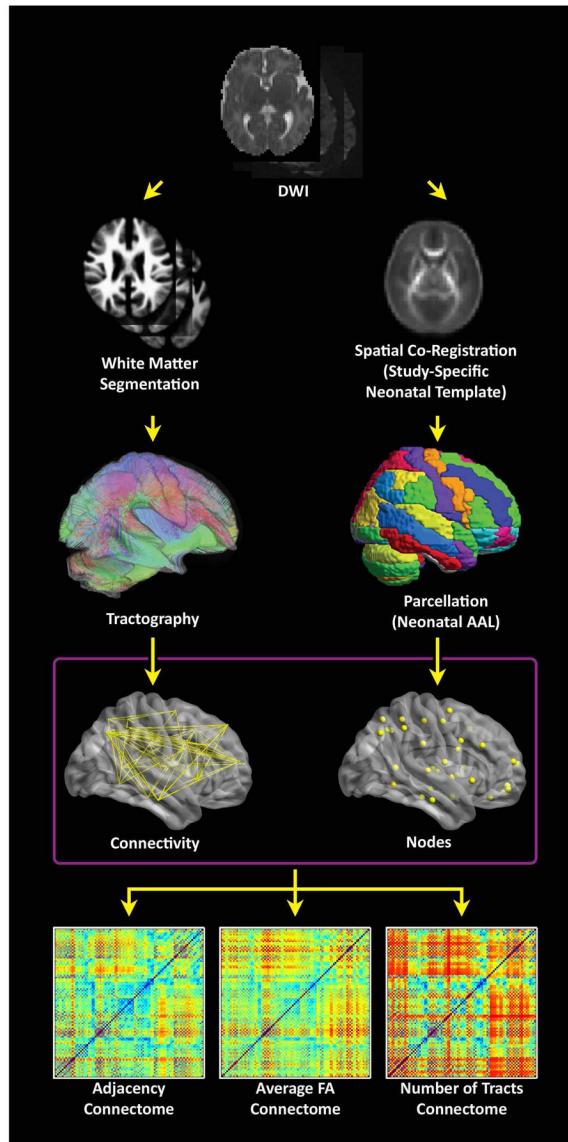 DWI
White Matter
Segmentation
Spatial Co-Registration
(Study-Specific
Neonatal Template)
Tractography
Parcellation
(Neonatal AAL)
Connectivity
Nodes
Adjacency
Connectome
Average FA
Connectome
Number of Tracts
Connectome